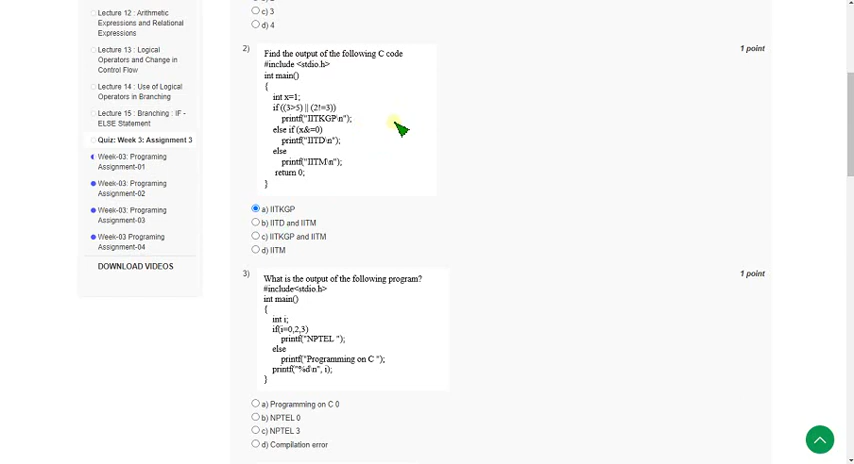 Lecture 12 : Arithmetic
Expressions and Relational
Expressions
Lecture 13 : Logical
Operators and Change in
Control Flow
Lecture 14 : Use of Logical
Operators in Branching
Lecture 15 : Branching : IF -
ELSE Statement
Quiz: Week 3: Assignment 3
Week-03: Programing
Assignment-01
Week-03: Programing
Assignment-02
Week-03: Programing
Assignment-03
Week-03 Programing
Assignment-04
DOWNLOAD VIDEOS
c) 3
d) 4
2)
1 point
Find the output of the following C code
#include <stdio.h>
int main()
{
int x=1;
if ((3>5) || (2!=3))
printf("IITKGP\n");
else if (x&=0)
printf("IITD\n");
else
printf("IITM\n");
return 0;
}
a) IITKGP
b) IITD and IITM
c) IITKGP and IITM
d) IITM
3)
1 point
What is the output of the following program?
#include<stdio.h>
int main()
{
int i;
if(i=0,2,3)
printf("NPTEL ");
else
printf("Programming on C ");
printf("%d\n", i);
}
a) Programming on C 0
b) NPTEL 0
c) NPTEL 3
d) Compilation error